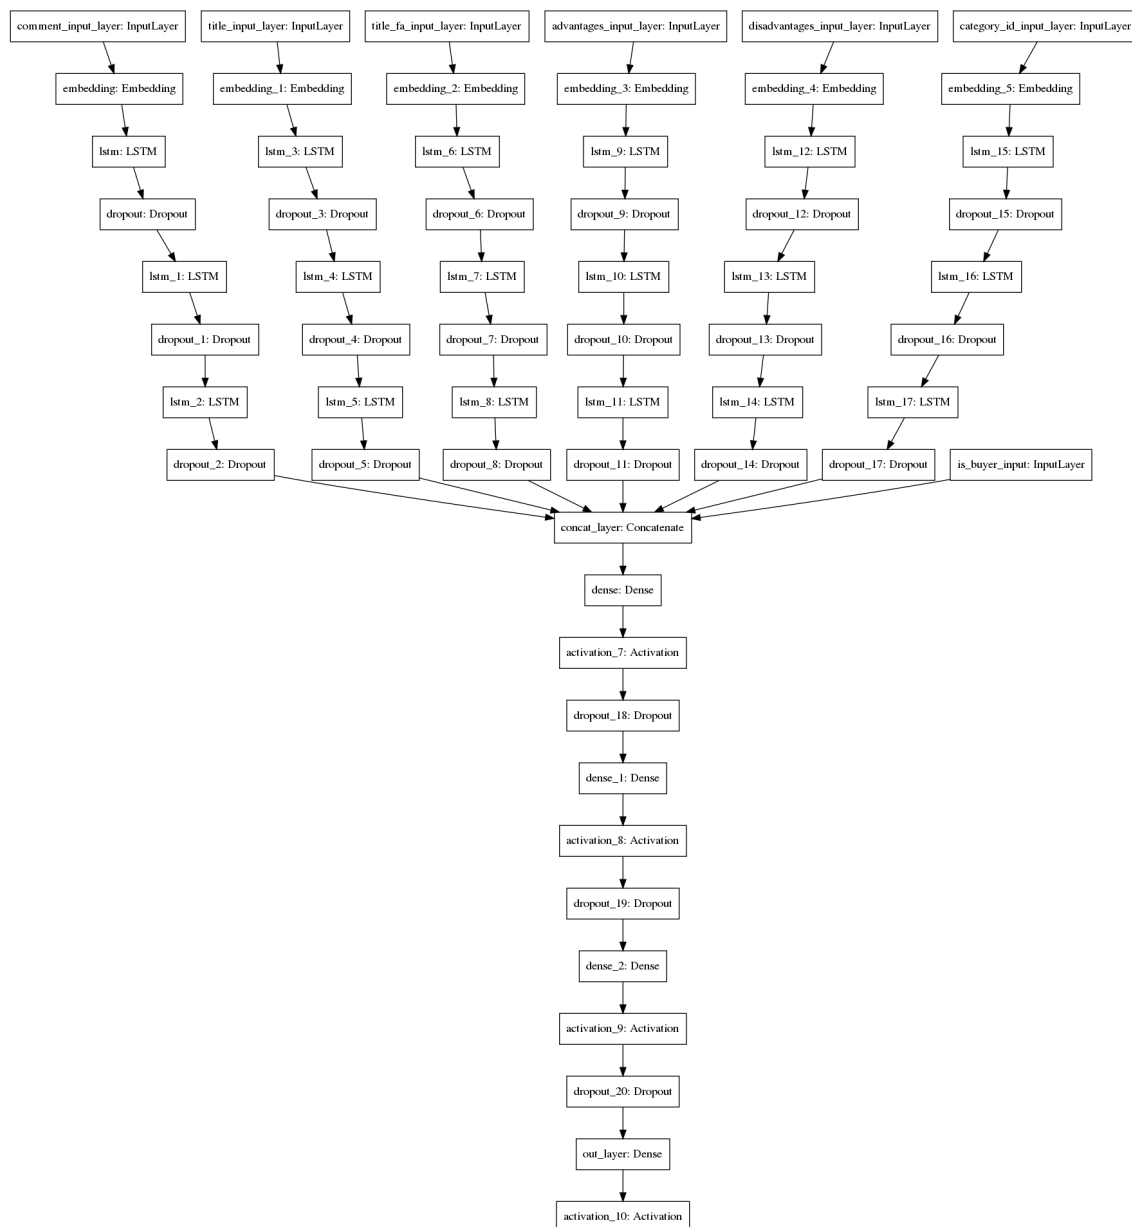 comment_input_layer: InputLayer
title_input_layer: InputLayer
title_fa_input_layer: InputLayer
advantages_input_layer: InputLayer
disadvantages_input_layer: InputLayer
category_id_input_layer: InputLayer
embedding: Embedding
embedding_1: Embedding
embedding_2: Embedding
embedding_3: Embedding
embedding_4: Embedding
embedding_5: Embedding
lstm: LSTM
lstm_3: LSTM
lstm_6: LSTM
lstm_9: LSTM
lstm_12: LSTM
lstm_15: LSTM
dropout: Dropout
dropout_3: Dropout
dropout_6: Dropout
dropout_9: Dropout
dropout_12: Dropout
dropout_15: Dropout
lstm_1: LSTM
lstm_4: LSTM
lstm_7: LSTM
lstm_10: LSTM
lstm_13: LSTM
lstm_16: LSTM
dropout_1: Dropout
dropout_4: Dropout
dropout_7: Dropout
dropout_10: Dropout
dropout_13: Dropout
dropout_16: Dropout
lstm_2: LSTM
lstm_5: LSTM
lstm_8: LSTM
lstm_11: LSTM
lstm_14: LSTM
lstm_17: LSTM
dropout_2: Dropout
dropout_5: Dropout
dropout_8: Dropout
dropout_11: Dropout
dropout_14: Dropout
dropout_17: Dropout
is_buyer_input: InputLayer
concat_layer: Concatenate
dense: Dense
activation_7: Activation
dropout_18: Dropout
dense_1: Dense
activation_8: Activation
dropout_19: Dropout
dense_2: Dense
activation_9: Activation
dropout_20: Dropout
out_layer: Dense
activation_10: Activation